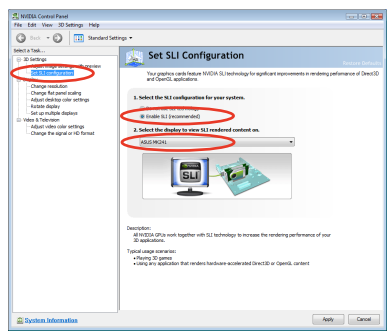 NVIDIA Control Panel
File Edit View 3D Settings Help
Back
Standard Settings
Select a Task...
3D Settings
Adjust image settings with preview
Set SLI configuration
Change resolution
Change flat panel scaling
Adjust desktop color settings
Rotate display
Set up multiple displays
Video & Television
Adjust video color settings
Change the signal or HD format
System Information
Set SLI Configuration
Restore Defaults
Your graphics cards feature NVIDIA SLI technology for significant improvements in rendering performance of Direct3D
and OpenGL content
1. Select the SLI configuration for your system.
Enable SLI (recommended)
2. Select the display to view SLI rendered content on.
ASUS MK241
SLI
Description:
All NVIDIA GPUs work together with SLI technology to increase the rendering performance of your
3D applications.
Typical usage scenarios:
• Playing 3D games
• Using any application that renders hardware-accelerated Direct3D or OpenGL content
Apply
Cancel